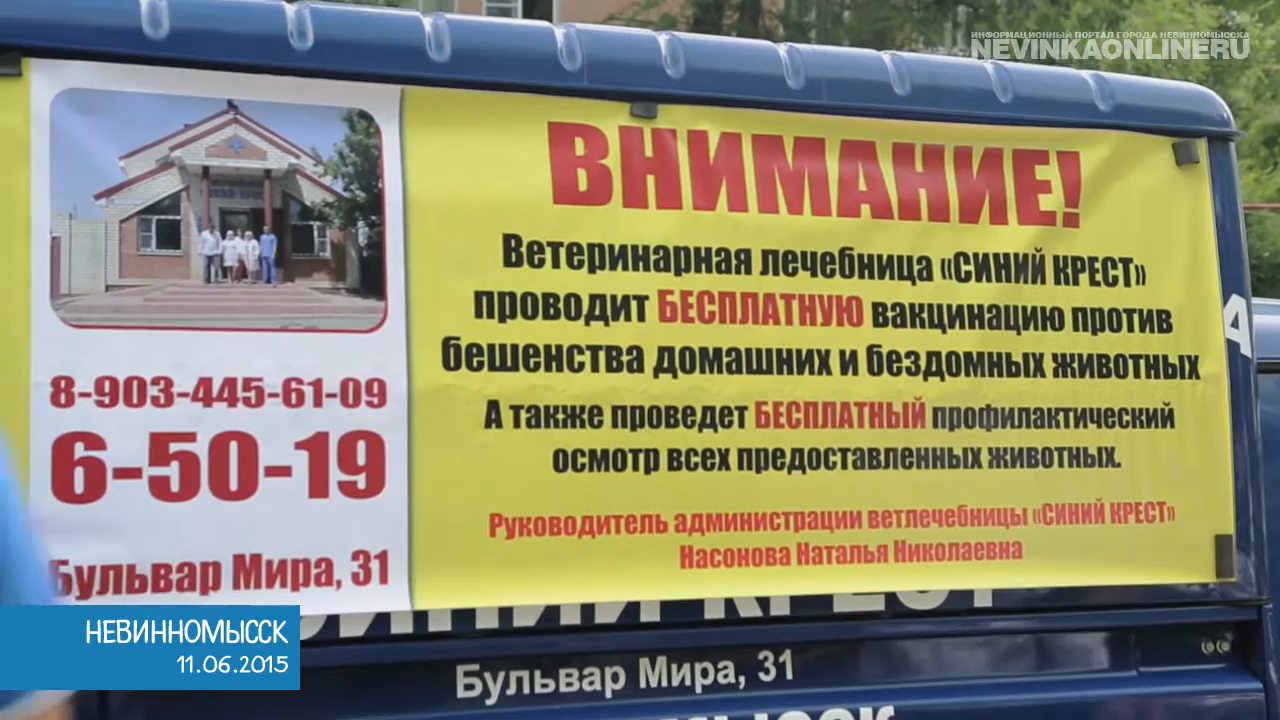 ИНФОРМАЦИОННЫЙ ПОРТАЛ ГОРОДА НЕВИННОМЫССКА
NEVINKAONLINE.RU
ВНИМАНИЕ!
Ветеринарная лечебница «СИНИЙ КРЕСТ»
проводит БЕСПЛАТНУЮ вакцинацию против
бешенства домашних и бездомных животных
А также проведет БЕСПЛАТНЫЙ профилактический
осмотр всех предоставленных животных.
Руководитель администрации ветлечебницы «СИНИЙ КРЕСТ»
Насонова Наталья Николаевна
8-903-445-61-09
6-50-19
Бульвар Мира, 31
СИНИЙ КРЕСТ
Бульвар Мира, 31
НЕВИННОМЫССК
11.06.2015